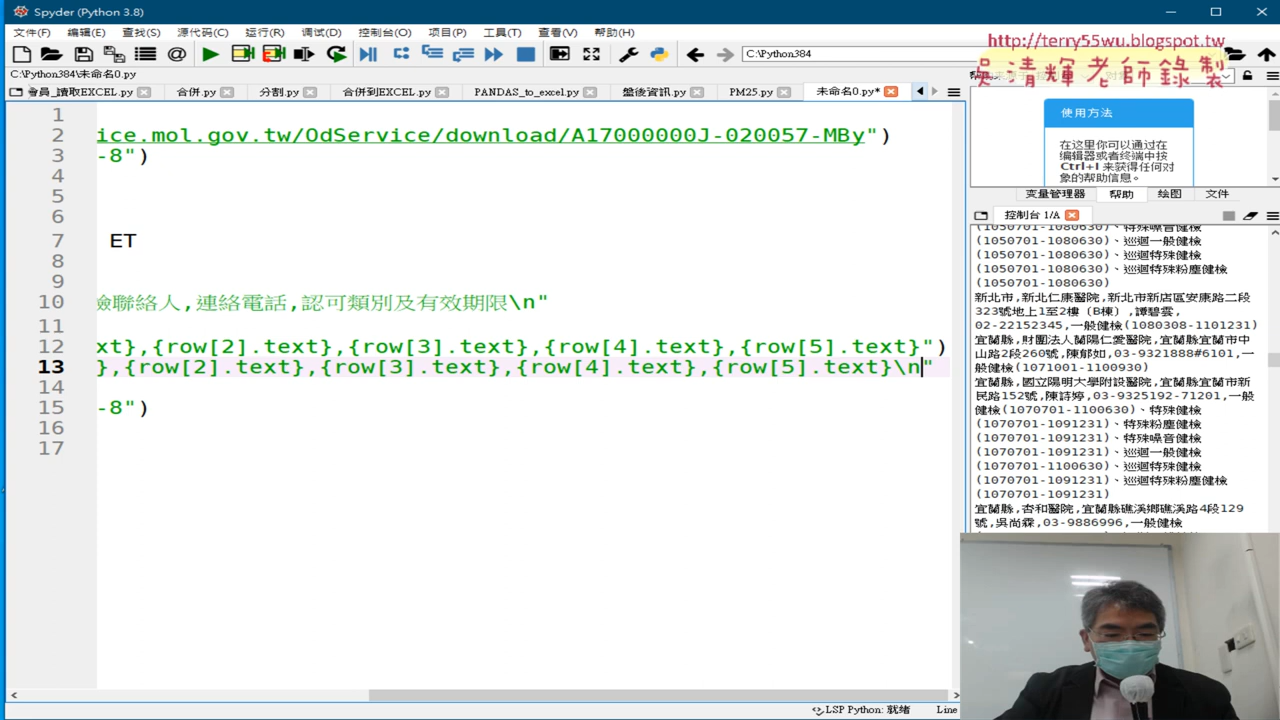 Spyder (Python 3.8)
文件(F) 编辑(E) 查找(S) 源代码(C) 运行(R) 调试(D) 控制台(O) 项目(P) 工具(T) 查看(V) 帮助(H)
C:\Python384
http://terry55wu.blogspot.tw
吳清輝老師錄製
C:\Python384\未命名0.py
會員_讀取EXCEL.py 合併.py 分割.py 合併到EXCEL.py PANDAS_to_excel.py 盤後資訊.py PM25.py 未命名0.py*
1
2 ice.mol.gov.tw/OdService/download/A17000000J-020057-MBy")
3 -8")
4
5
6
7 ET
8
9
10 檢聯絡人,連絡電話,認可類別及有效期限\n"
11
12 xt},{row[2].text},{row[3].text},{row[4].text},{row[5].text}")
13 },{row[2].text},{row[3].text},{row[4].text},{row[5].text}\n"
14
15 -8")
16
17
使用方法
在这里你可以通过在
编辑器或者终端中按
Ctrl+I 来获得任何对
象的帮助信息。
变量管理器 帮助 绘图 文件
控制台 1/A
(1050701-1080630)、特殊噪音健檢
(1050701-1080630)、巡迴一般健檢
(1050701-1080630)、巡迴特殊健檢
(1050701-1080630)、巡迴特殊粉塵健檢
(1050701-1080630)
新北市,新北仁康醫院,新北市新店區安康路二段
323號地上1至2樓〔B棟〕,譚碧雲,
02-22152345,一般健檢(1080308-1101231)
宜蘭縣,財團法人蘭陽仁愛醫院,宜蘭縣宜蘭市中
山路2段260號,陳郁如,03-9321888#6101,一
般健檢(1071001-1100930)
宜蘭縣,國立陽明大學附設醫院,宜蘭縣宜蘭市新
民路152號,陳詩婷,03-9325192-71201,一般
健檢(1070701-1100630)、特殊健檢
(1070701-1091231)、特殊粉塵健檢
(1070701-1091231)、特殊噪音健檢
(1070701-1091231)、巡迴一般健檢
(1070701-1100630)、巡迴特殊健檢
(1070701-1091231)、巡迴特殊粉塵健檢
(1070701-1091231)
宜蘭縣,杏和醫院,宜蘭縣礁溪鄉礁溪路4段129
號,吳尚霖,03-9886996,一般健檢
LSP Python: 就绪 Line